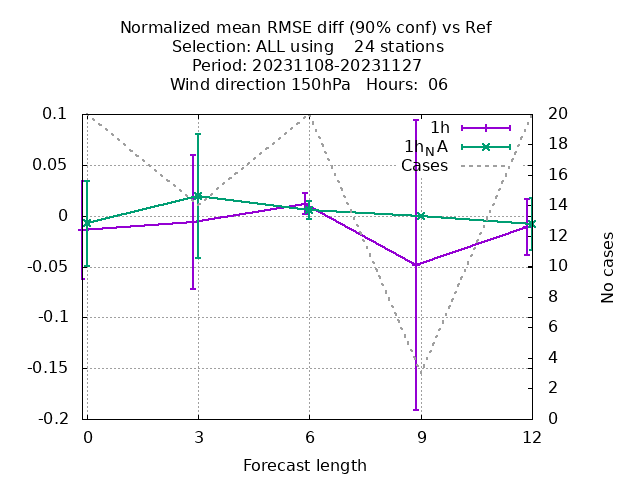 Normalized mean RMSE diff (90% conf) vs Ref
Selection: ALL using    24 stations
Period: 20231108-20231127
Wind direction 150hPa   Hours:  06
0.1
0.05
0
-0.05
-0.1
-0.15
-0.2
20
18
16
14
12
10
8
6
4
2
0
1h
1hNA
Cases
No cases
0
3
6
9
12
Forecast length